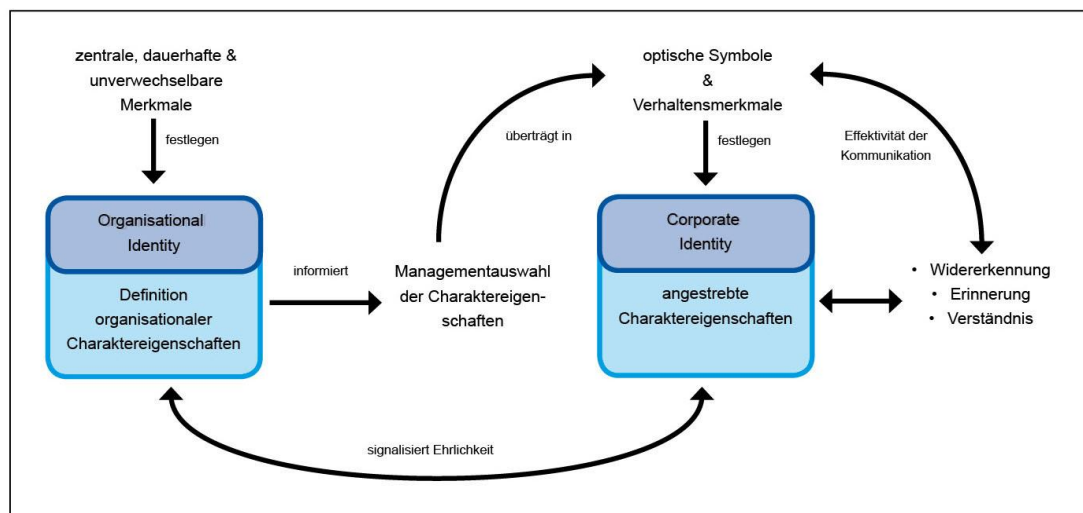 zentrale, dauerhafte &
unverwechselbare
Merkmale
festlegen
Organisational
Identity
Definition
organisationaler
Charaktereigenschaften
informiert
Managementauswahl
der Charaktereigen-
schaften
überträgt in
optische Symbole
&
Verhaltensmerkmale
festlegen
Corporate
Identity
angestrebte
Charaktereigenschaften
Effektivität der
Kommunikation
• Widererkennung
• Erinnerung
• Verständnis
signalisiert Ehrlichkeit